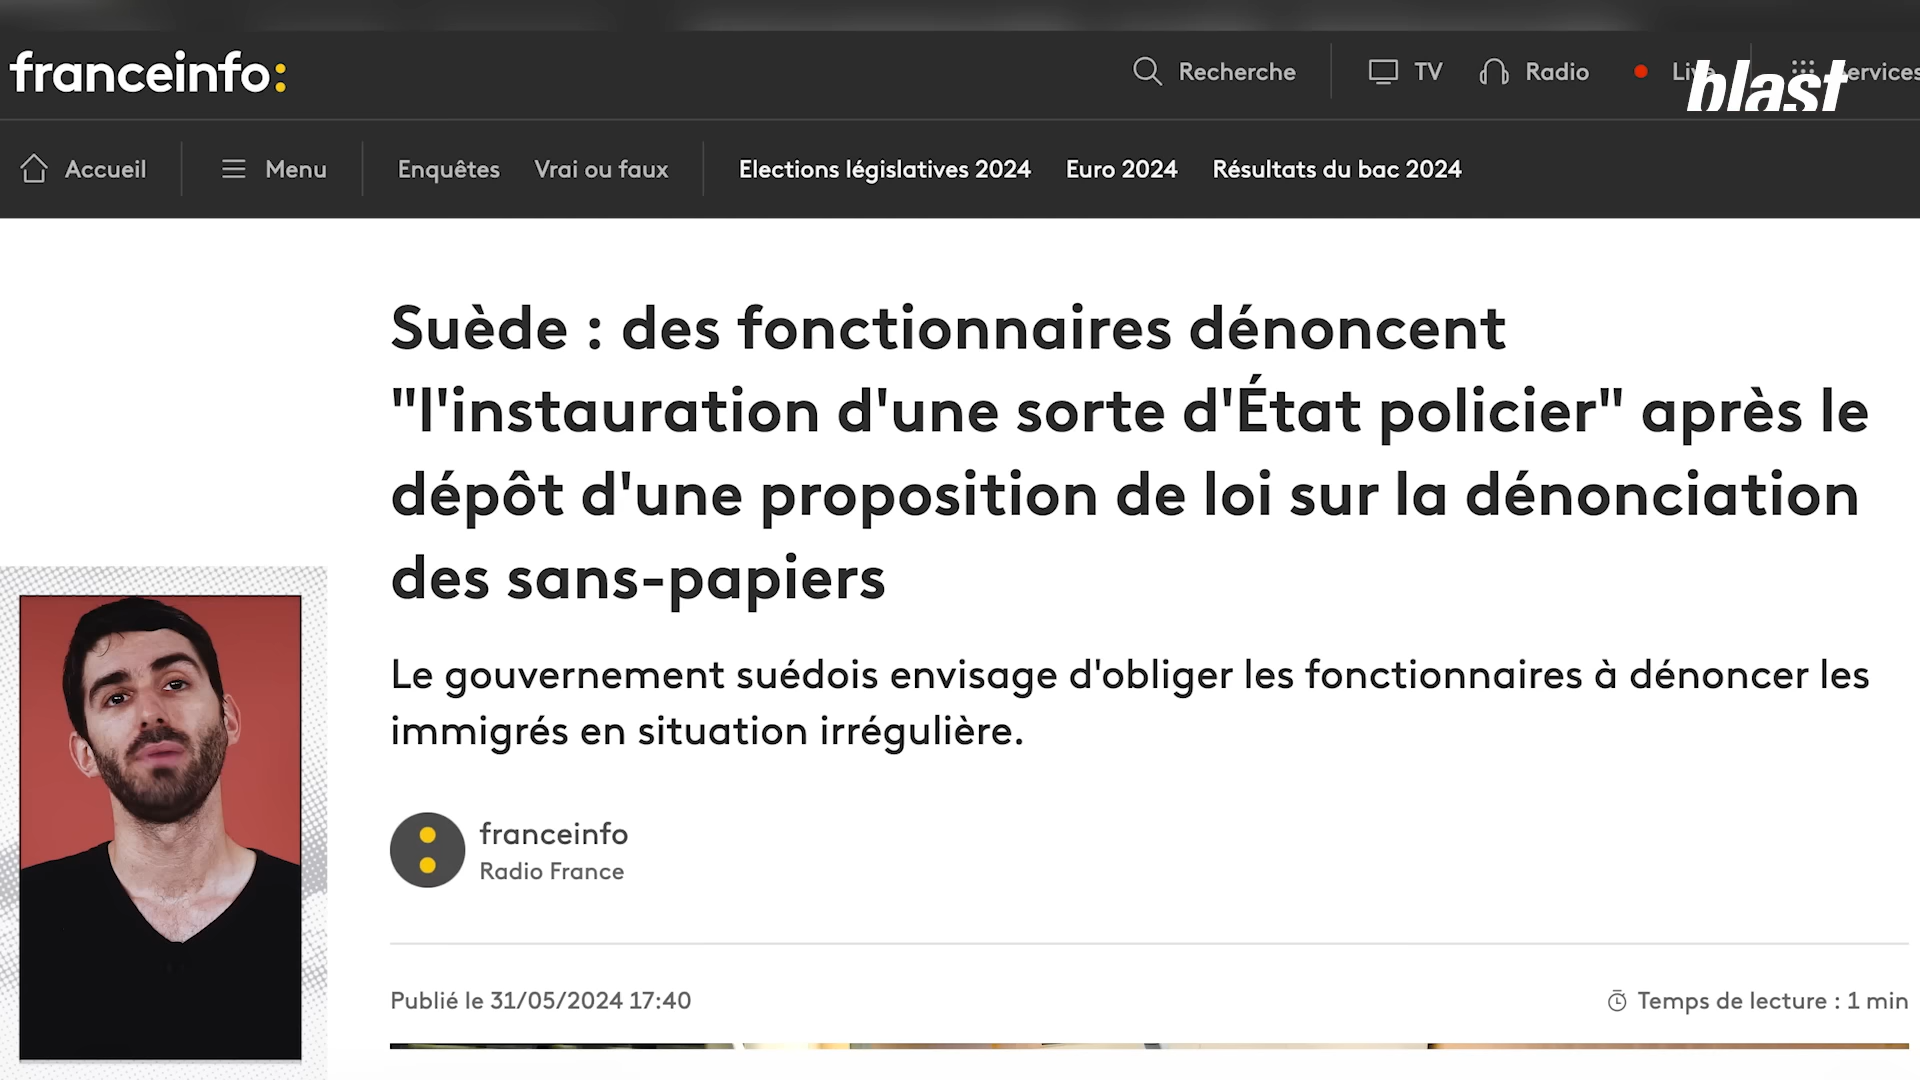 franceinfo:
Recherche
TV
Radio
blast
Accueil
Menu
Enquêtes
Vrai ou faux
Elections législatives 2024
Euro 2024
Résultats du bac 2024
Suède : des fonctionnaires dénoncent
"l'instauration d'une sorte d'État policier" après le
dépôt d'une proposition de loi sur la dénonciation
des sans-papiers
Le gouvernement suédois envisage d'obliger les fonctionnaires à dénoncer les
immigrés en situation irrégulière.
franceinfo
Radio France
Publié le 31/05/2024 17:40
Temps de lecture : 1 min